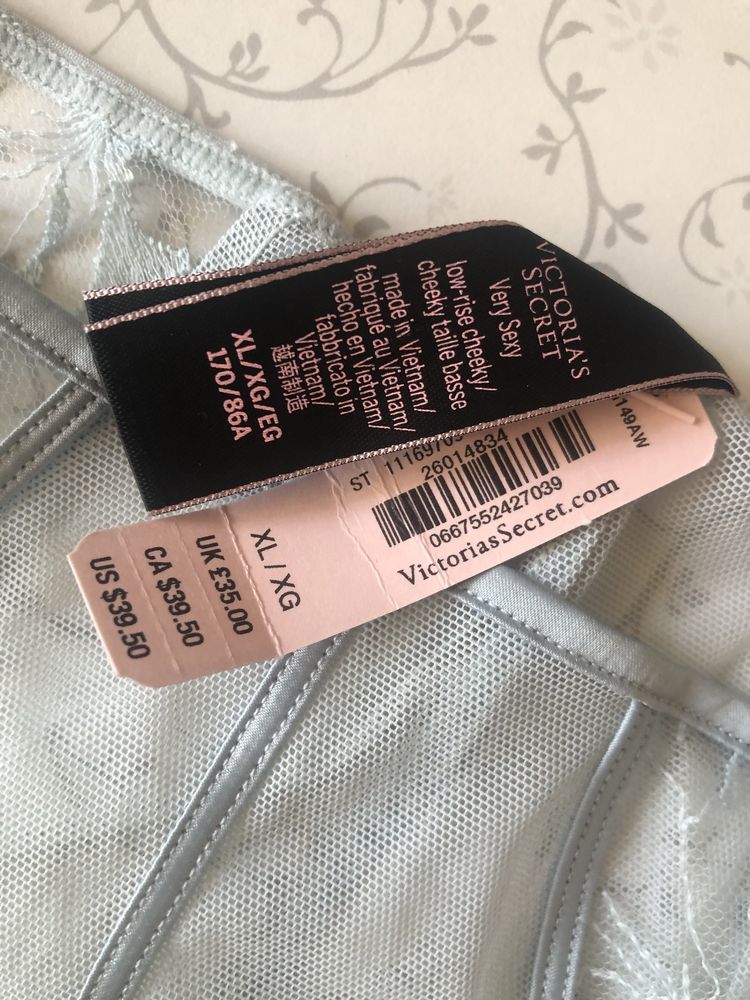 VICTORIA'S
SECRET
Very Sexy
low-rise cheeky/
cheeky taille basse
made in Vietnam/
fabriqué au Vietnam/
hecho en Vietnam/
fabbricato in
Vietnam/
越南制造
XL/XG/EG
170/86A
ST
26014834
149AW
0667552427039
VictoriasSecret.com
XL/XG
UK £35.00
CA $39.50
US $39.50